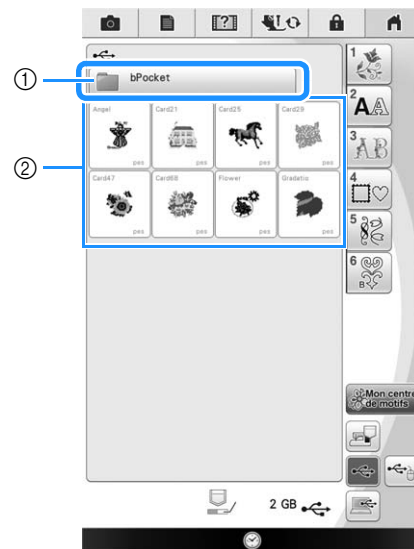 ①
bPocket
Angel
Card21
Card25
Card29
pes
pes
pes
pes
②
Card47
Card68
Flower
Gradatio
pes
pes
pes
pes
1
2
AA
3
AB
4
5
6
B
Mon centre
de motifs
2 GB